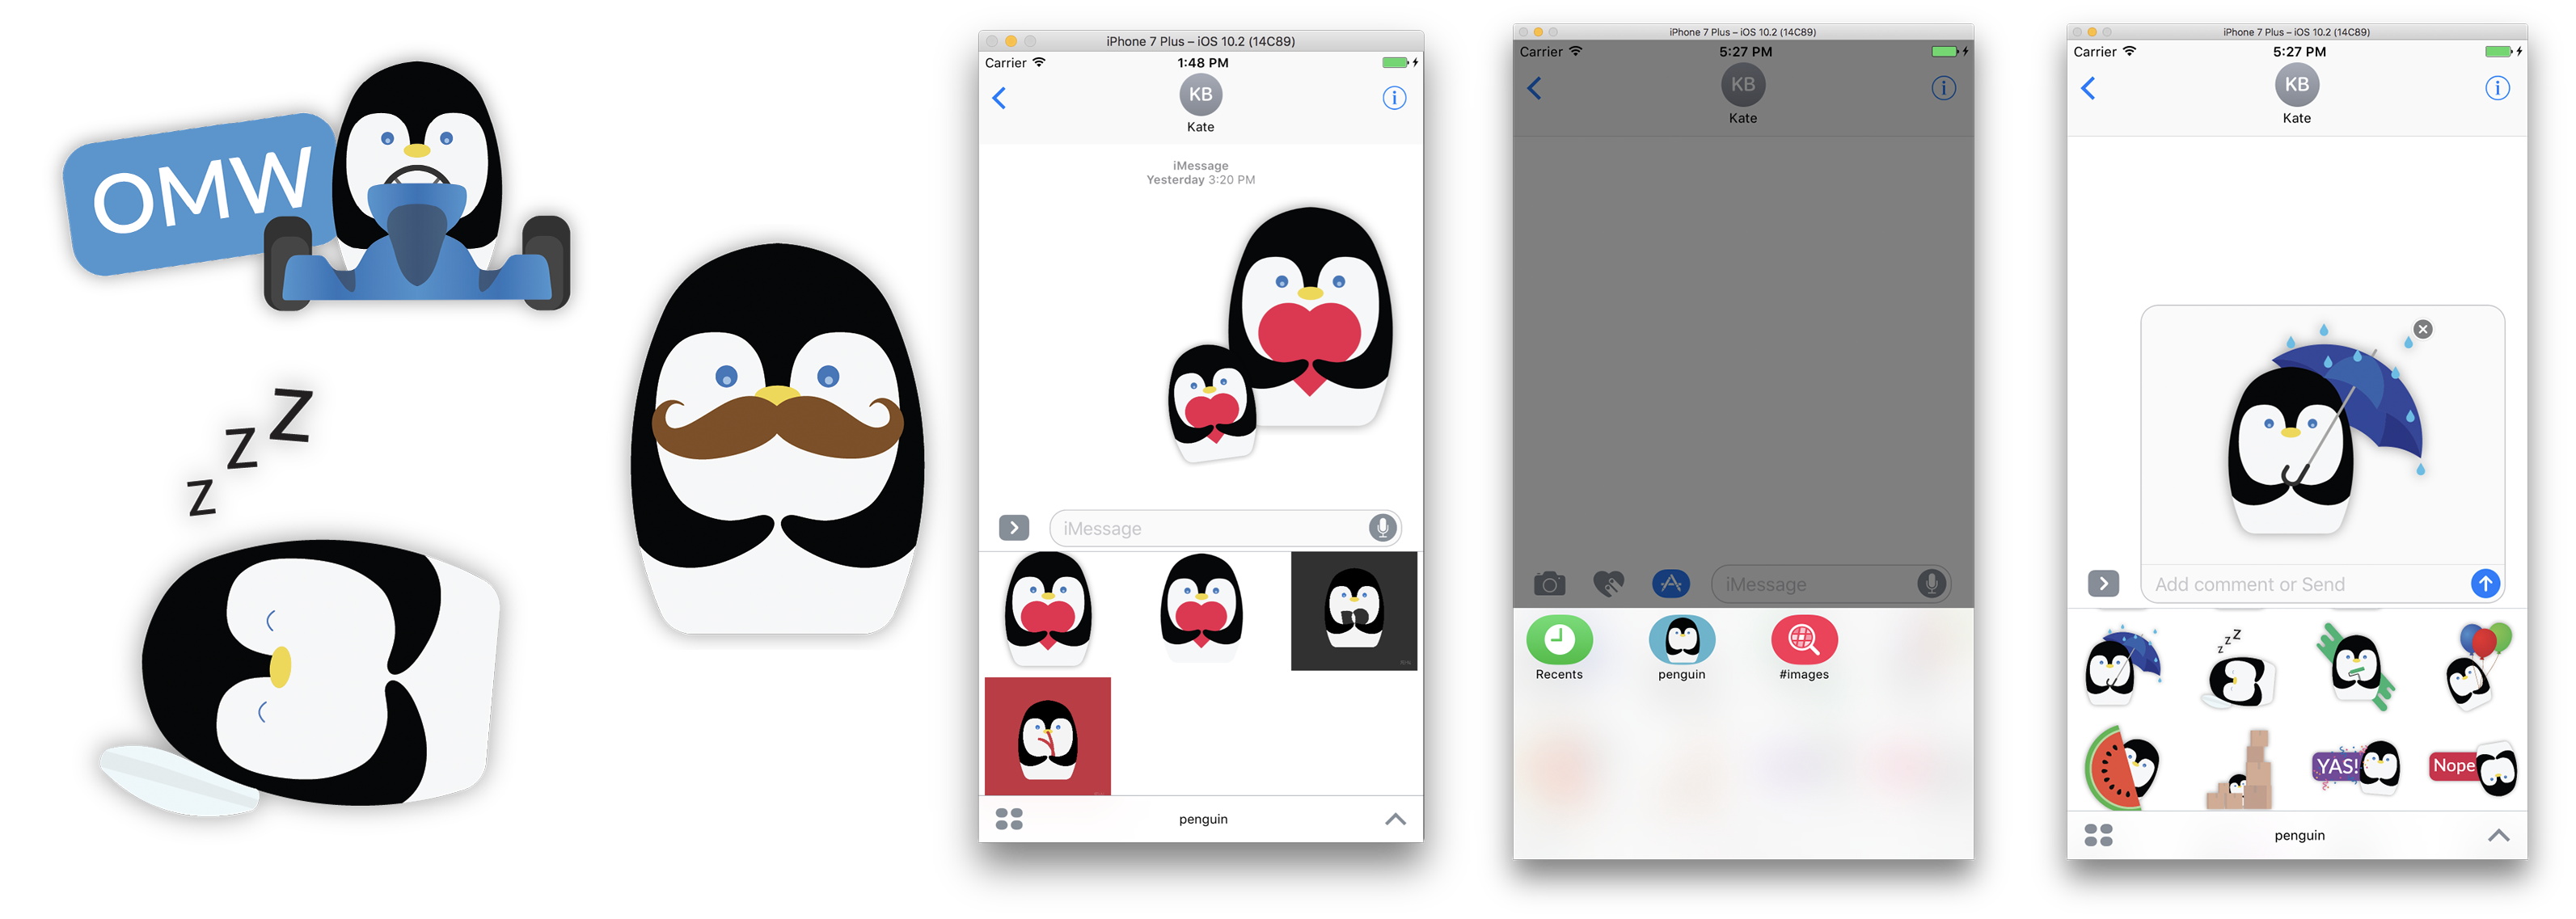 OMW
z z Z
iPhone 7 Plus – iOS 10.2 (14C89)
Carrier 1:48 PM
KB
Kate
iMessage
Yesterday 3:20 PM
iMessage
penguin
iPhone 7 Plus – iOS 10.2 (14C89)
Carrier 5:27 PM
KB
Kate
iMessage
Recents penguin #images
iPhone 7 Plus – iOS 10.2 (14C89)
Carrier 5:27 PM
KB
Kate
Add comment or Send
z z Z
YAS! Nope
penguin